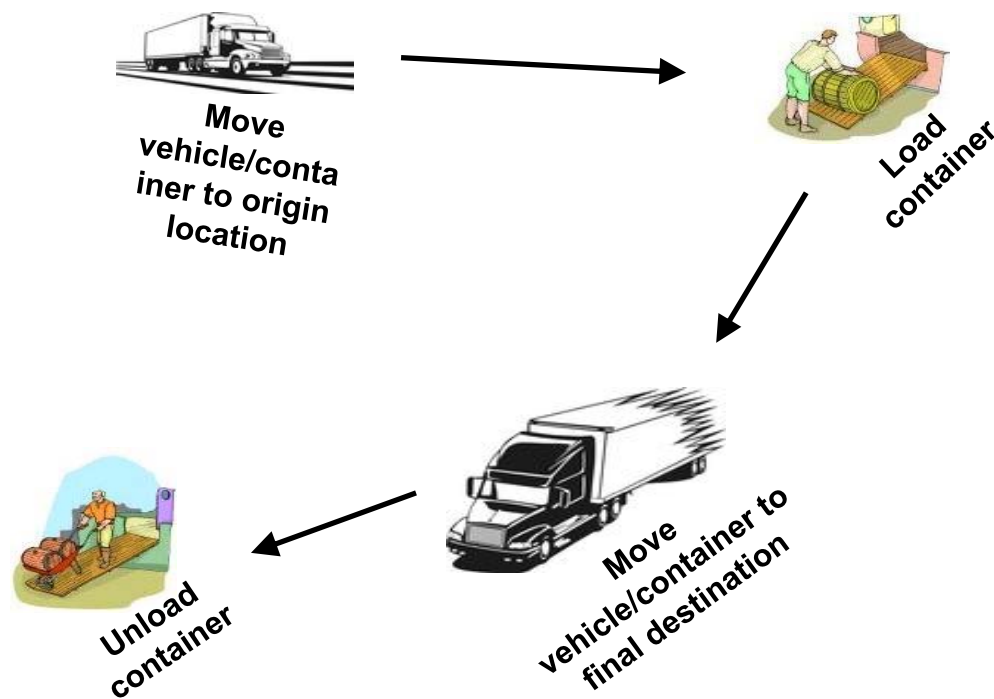 Move
vehicle/conta
iner to origin
location
Load
container
Move
vehicle/container to
final destination
Unload
container